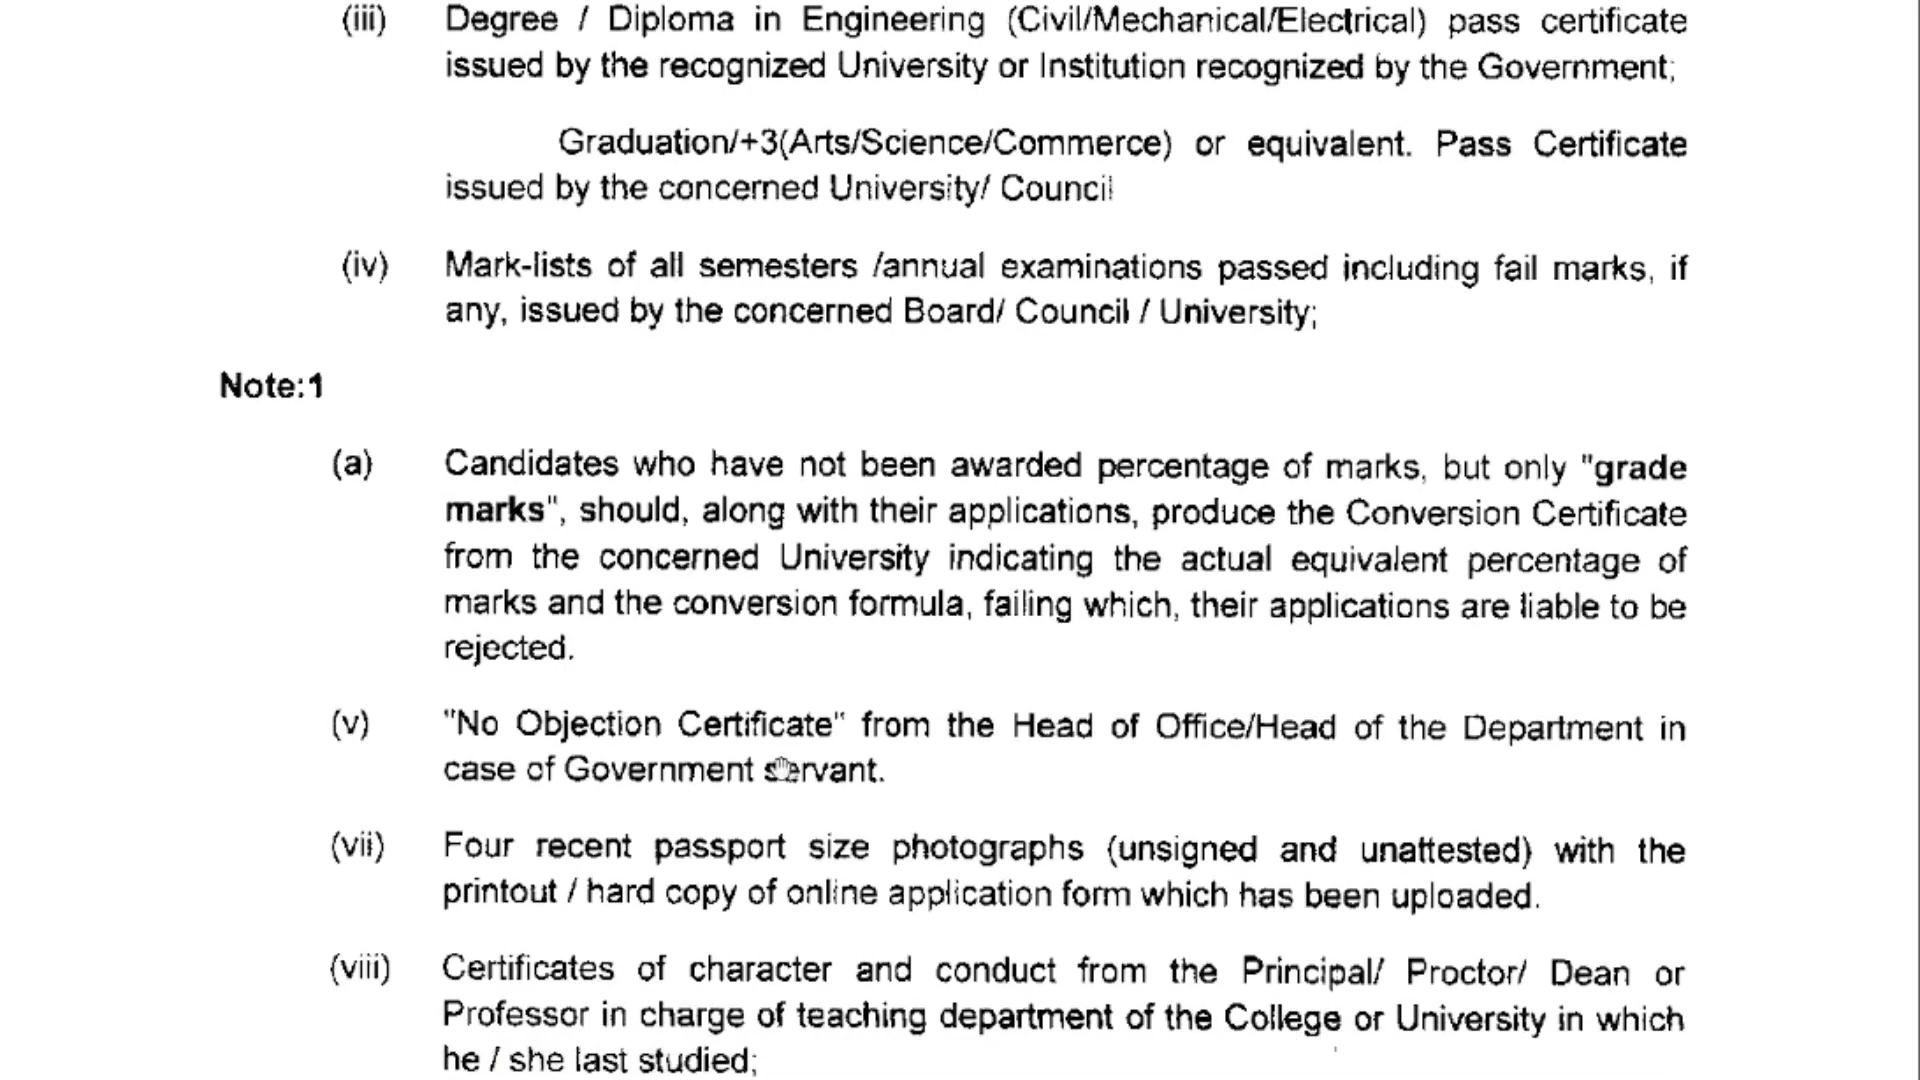 (iii) Degree / Diploma in Engineering (Civil/Mechanical/Electrical) pass certificate
issued by the recognized University or Institution recognized by the Government;
Graduation/+3(Arts/Science/Commerce) or equivalent. Pass Certificate
issued by the concerned University/ Council
(iv) Mark-lists of all semesters /annual examinations passed including fail marks, if
any, issued by the concerned Board/ Council / University;
Note:1
(a) Candidates who have not been awarded percentage of marks, but only "grade
marks", should, along with their applications, produce the Conversion Certificate
from the concerned University indicating the actual equivalent percentage of
marks and the conversion formula, failing which, their applications are liable to be
rejected.
(v) "No Objection Certificate" from the Head of Office/Head of the Department in
case of Government servant.
(vii) Four recent passport size photographs (unsigned and unattested) with the
printout / hard copy of online application form which has been uploaded.
(viii) Certificates of character and conduct from the Principal/ Proctor/ Dean or
Professor in charge of teaching department of the College or University in which
he / she last studied;